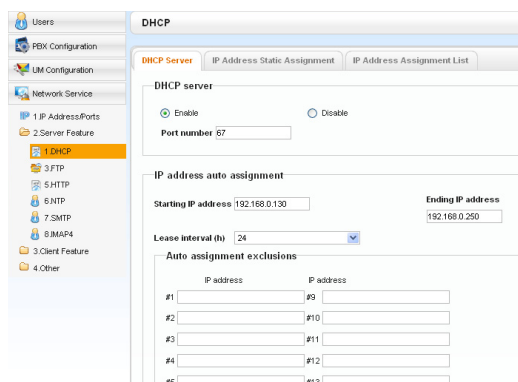 Users
PBX Configuration
UM Configuration
Network Service
1.IP Address/Ports
2.Server Feature
1.DHCP
3.FTP
5.HTTP
6.NTP
7.SMTP
8.IMAP4
3.Client Feature
4.Other
DHCP
DHCP Server IP Address Static Assignment IP Address Assignment List
DHCP server
Enable Disable
Port number 67
IP address auto assignment
Starting IP address 192.168.0.130 Ending IP address
192.168.0.250
Lease interval (h) 24
Auto assignment exclusions
IP address IP address
#1 #9
#2 #10
#3 #11
#4 #12
#5 #13